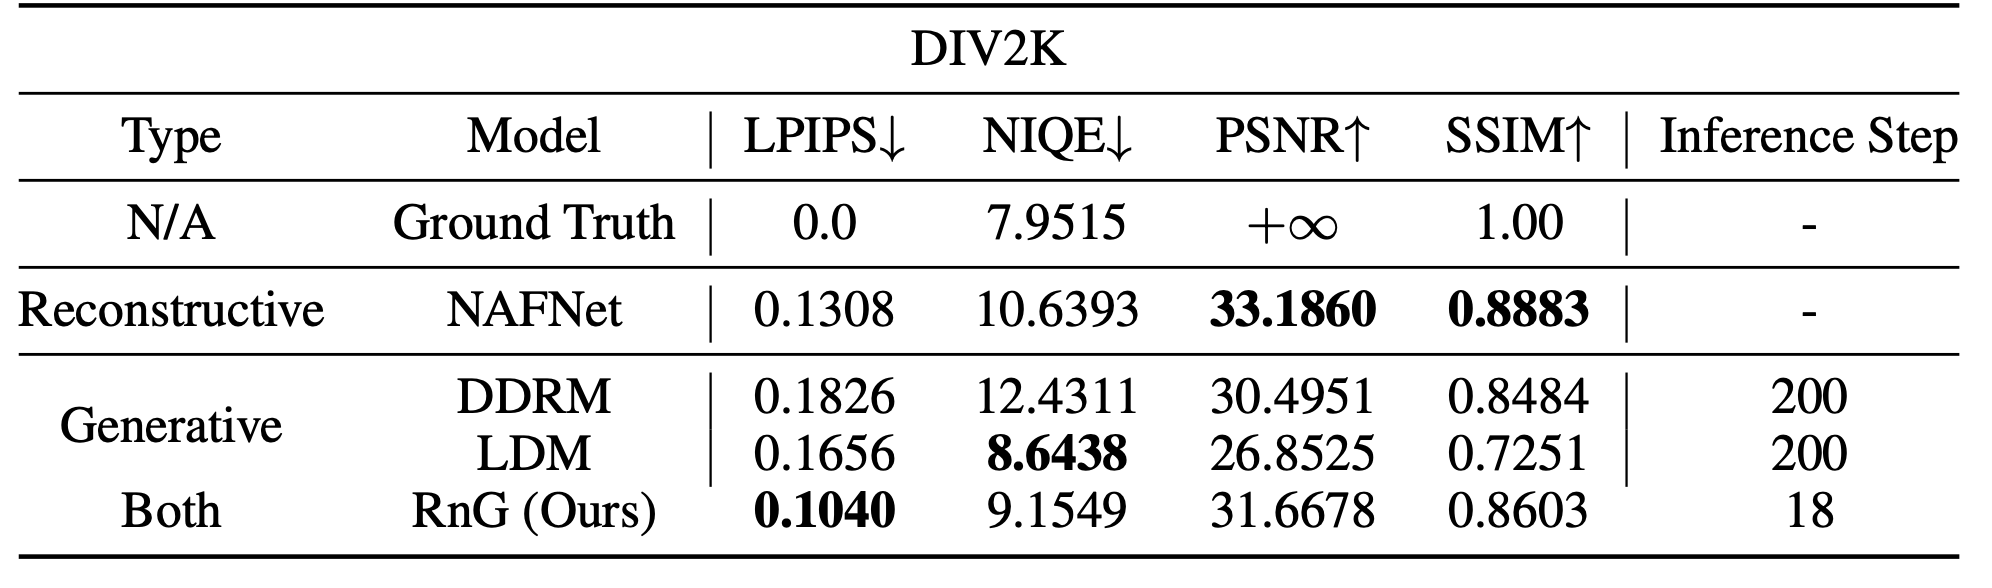 DIV2K
Type Model LPIPS↓ NIQE↓ PSNR↑ SSIM↑ Inference Step
N/A Ground Truth 0.0 7.9515 +∞ 1.00 -
Reconstructive NAFNet 0.1308 10.6393 33.1860 0.8883 -
Generative DDRM 0.1826 12.4311 30.4951 0.8484 200
LDM 0.1656 8.6438 26.8525 0.7251 200
Both RnG (Ours) 0.1040 9.1549 31.6678 0.8603 18